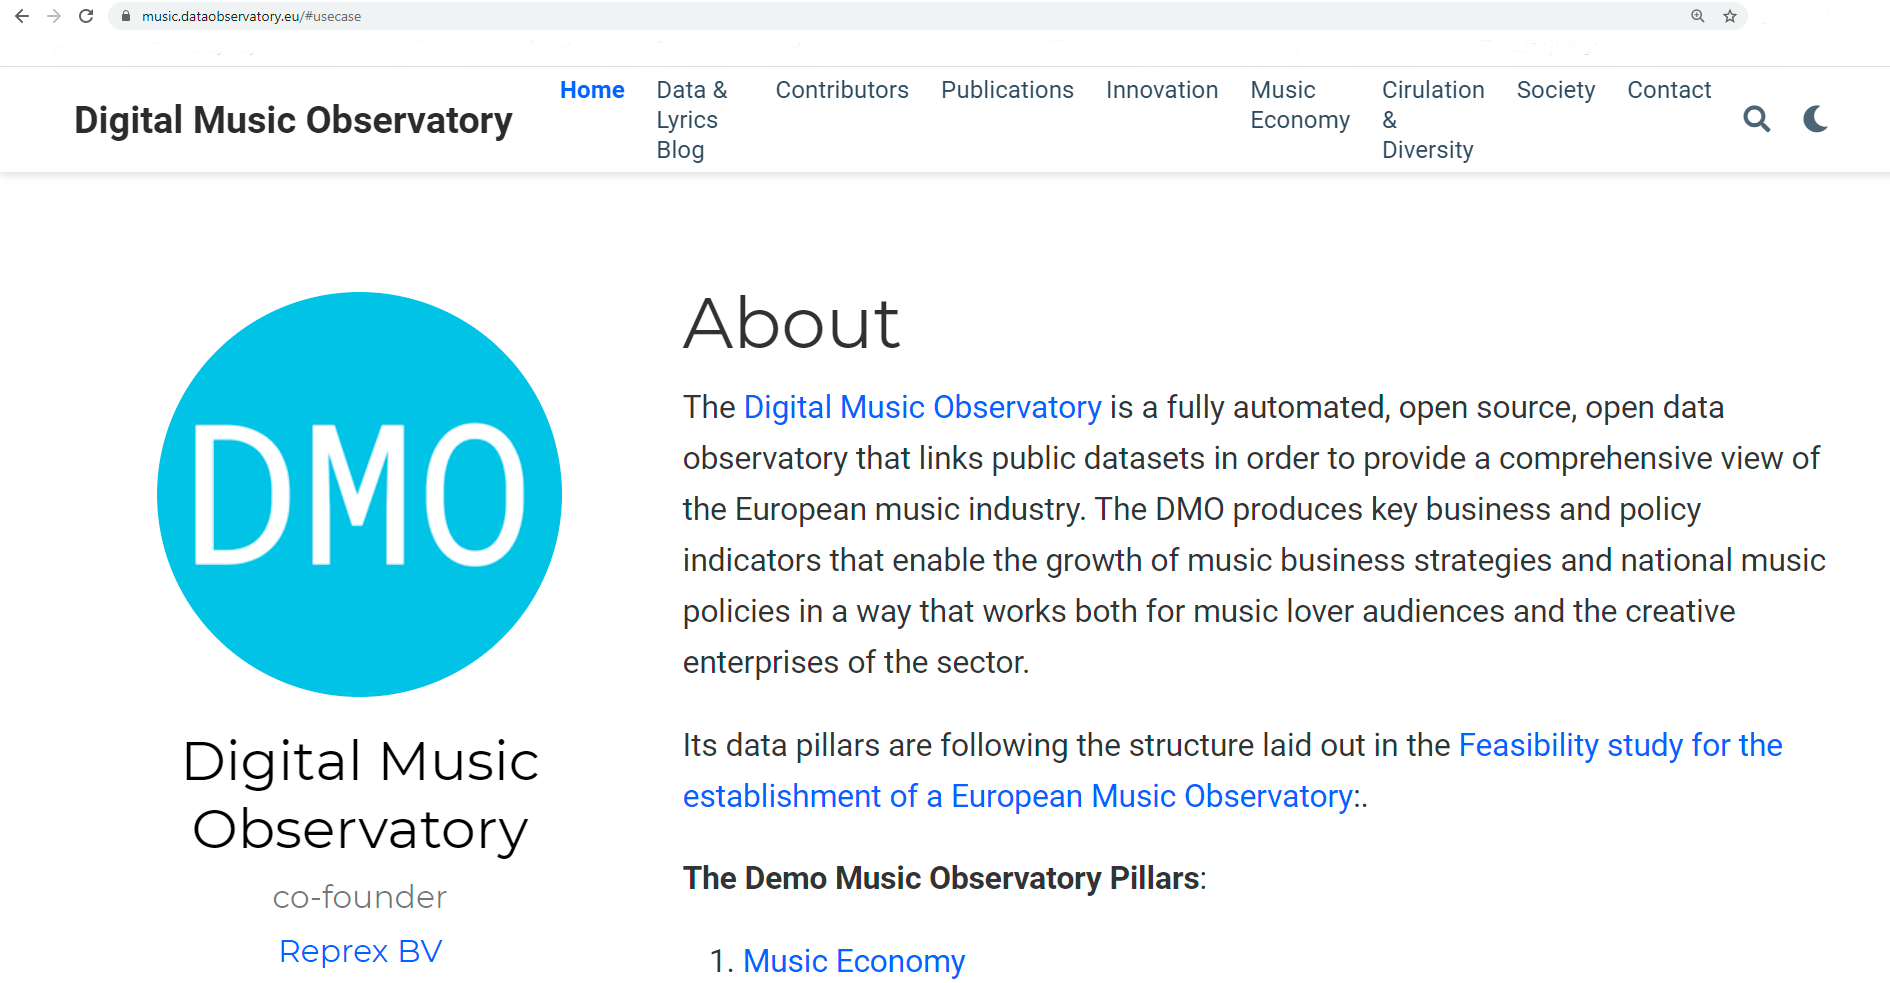 music.dataobservatory.eu/#usecase
Digital Music Observatory
Home
Data &
Lyrics
Blog
Contributors
Publications
Innovation
Music
Economy
Cirulation
&
Diversity
Society
Contact
DMO
Digital Music
Observatory
co-founder
Reprex BV
About
The Digital Music Observatory is a fully automated, open source, open data
observatory that links public datasets in order to provide a comprehensive view of
the European music industry. The DMO produces key business and policy
indicators that enable the growth of music business strategies and national music
policies in a way that works both for music lover audiences and the creative
enterprises of the sector.
Its data pillars are following the structure laid out in the Feasibility study for the
establishment of a European Music Observatory:.
The Demo Music Observatory Pillars:
1. Music Economy